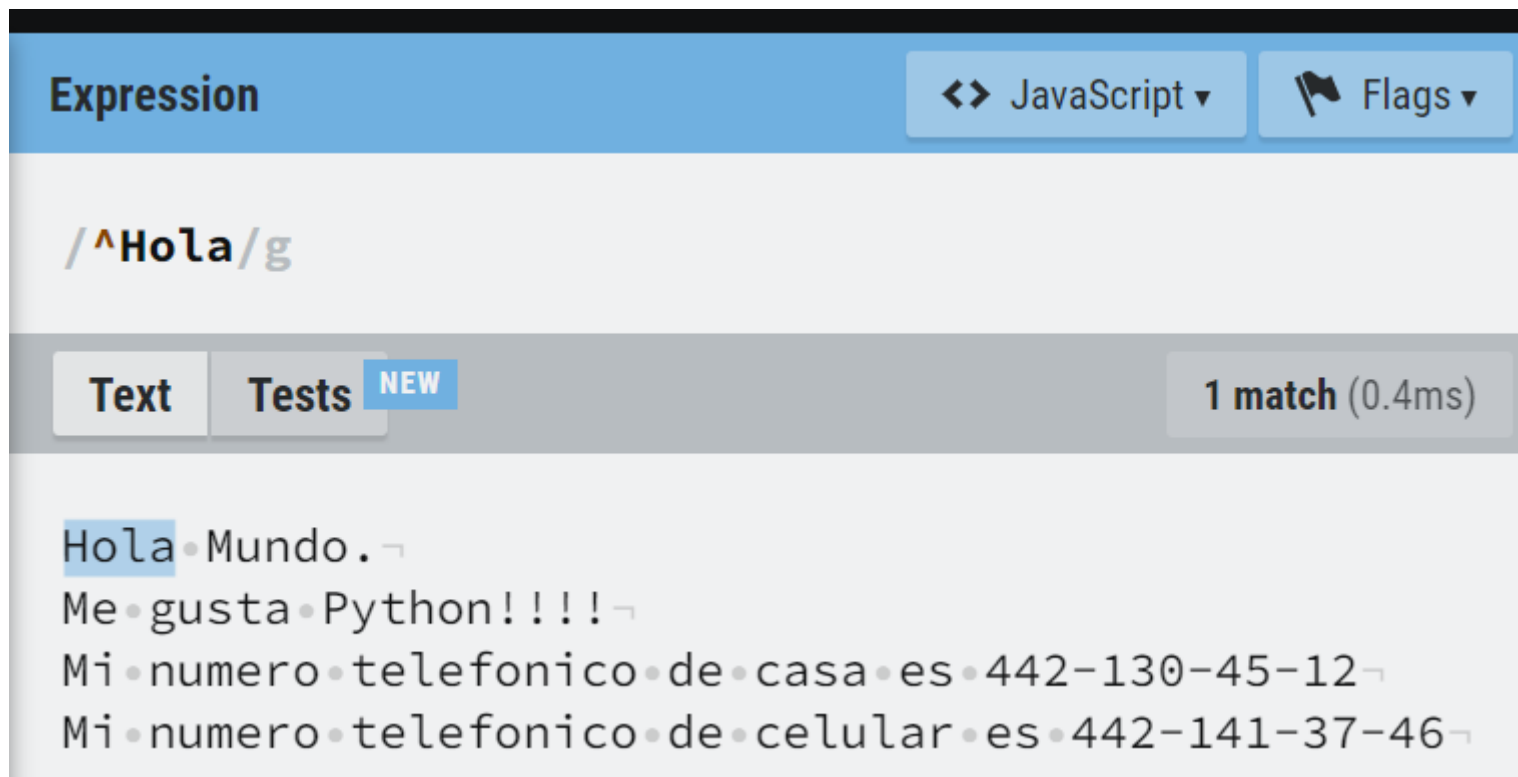 Expression <> JavaScript ▾ Flags ▾
/^Hola/g
Text Tests NEW 1 match (0.4ms)
Hola Mundo.
Me gusta Python!!!!
Mi numero telefonico de casa es 442-130-45-12
Mi numero telefonico de celular es 442-141-37-46